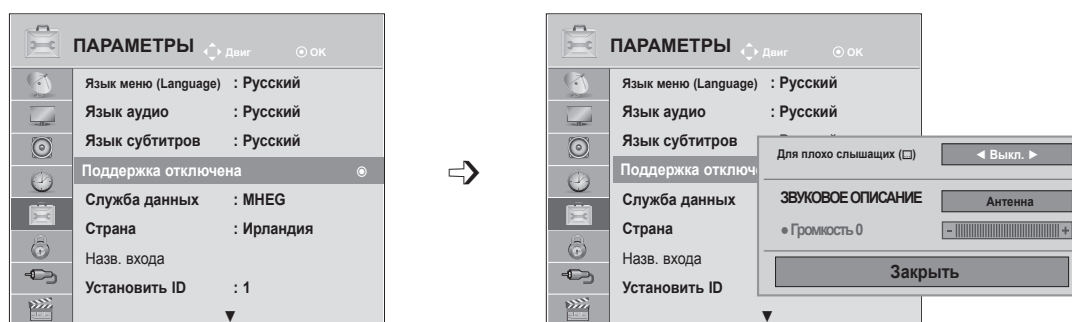 ПАРАМЕТРЫ Двиг OK
Язык меню (Language) : Русский
Язык аудио : Русский
Язык субтитров : Русский
Поддержка отключена
Служба данных : MHEG
Страна : Ирландия
Назв. входа
Установить ID : 1
ПАРАМЕТРЫ Двиг OK
Язык меню (Language) : Русский
Язык аудио : Русский
Язык субтитров
Поддержка отключ
Служба данных
Страна
Назв. входа
Установить ID
Для плохо слышащих ◄ Выкл. ►
ЗВУКОВОЕ ОПИСАНИЕ Антенна
● Громкость 0 - +
Закрыть